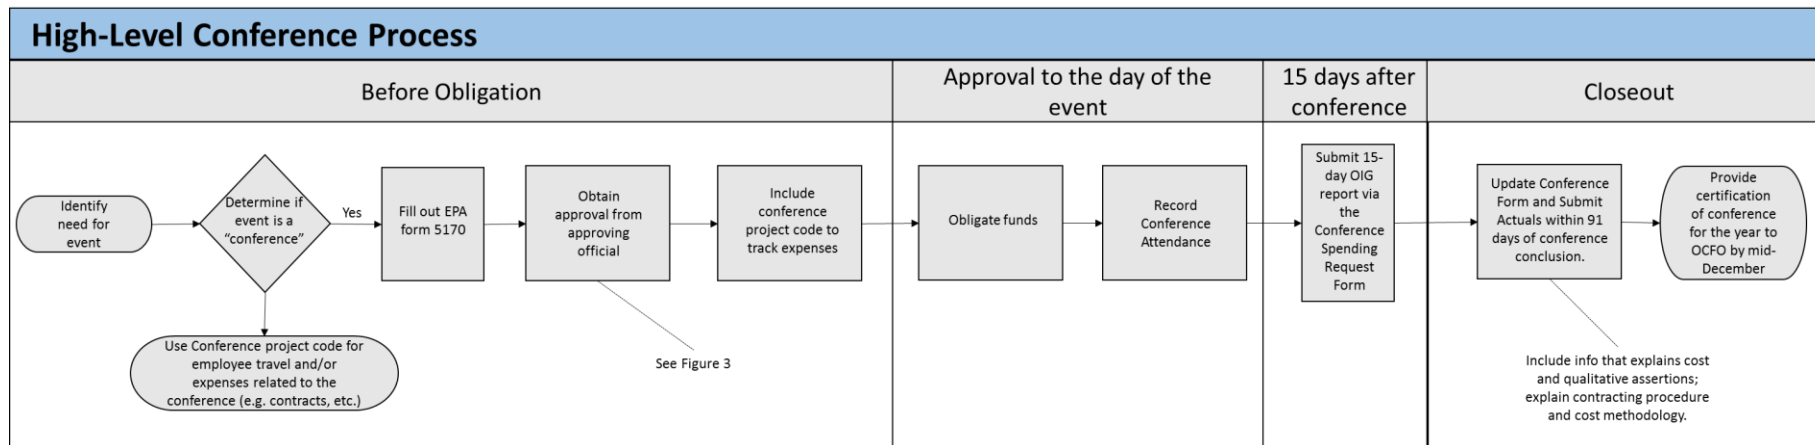 High-Level Conference Process
Before Obligation
Approval to the day of the
event
15 days after
conference
Closeout
Identify
need for
event
Determine if
event is a
“conference”
Yes
Fill out EPA
form 5170
Obtain
approval from
approving
official
Include
conference
project code to
track expenses
Obligate funds
Record
Conference
Attendance
Submit 15-
day OIG
report via
the
Conference
Spending
Request
Form
Update Conference
Form and Submit
Actuals within 91
days of conference
conclusion.
Provide
certification
of conference
for the year to
OCFO by mid-
December
Use Conference project code for
employee travel and/or
expenses related to the
conference (e.g. contracts, etc.)
See Figure 3
Include info that explains cost
and qualitative assertions;
explain contracting procedure
and cost methodology.